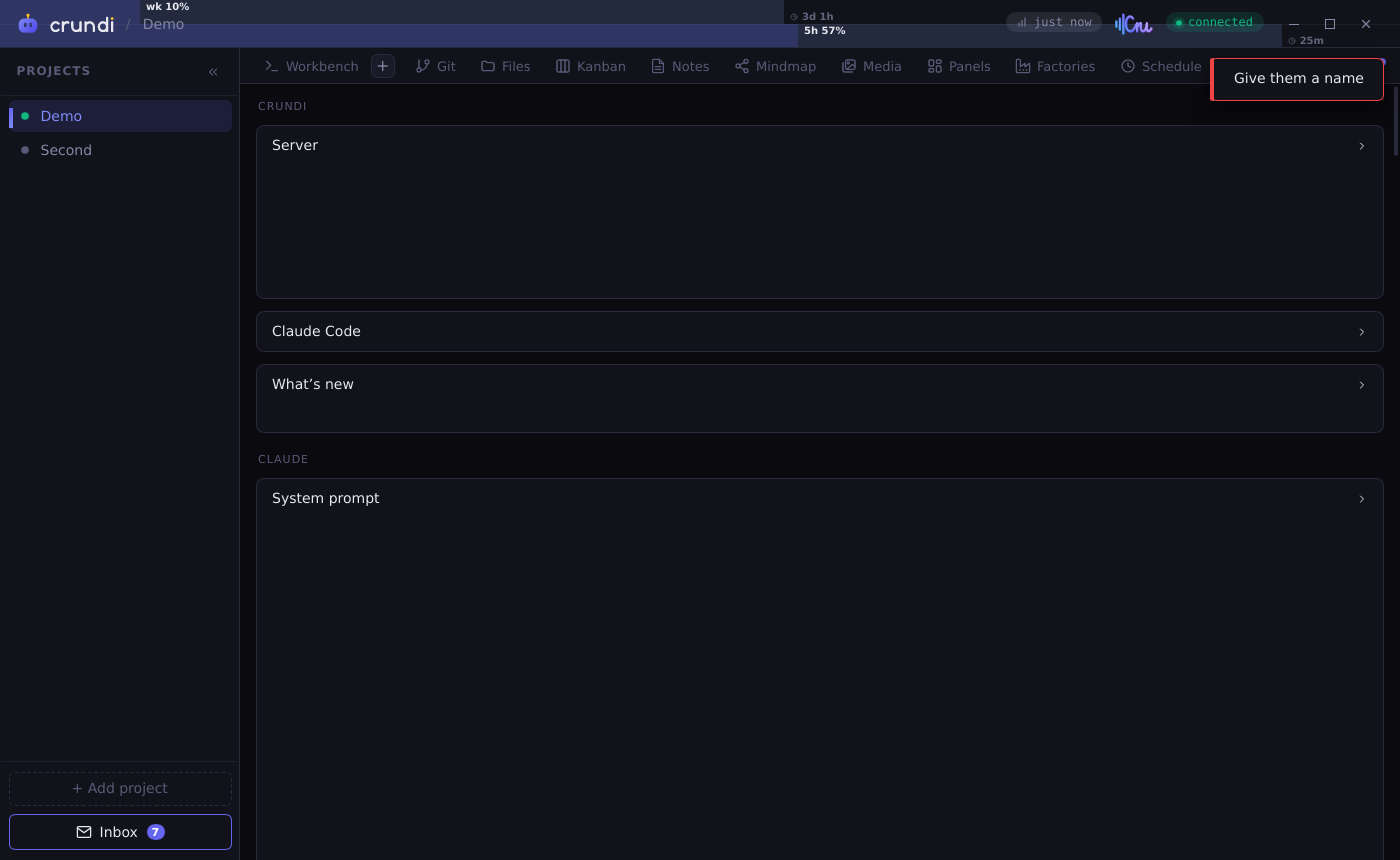 wk 10%
crundi / Demo
3d 1h
5h 57%
just now
Cru
connected
25m
PROJECTS «
Workbench + Git Files Kanban Notes Mindmap Media Panels Factories Schedule
Give them a name
Demo
Second
CRUNDI
Server
Claude Code
What’s new
CLAUDE
System prompt
+ Add project
Inbox 7